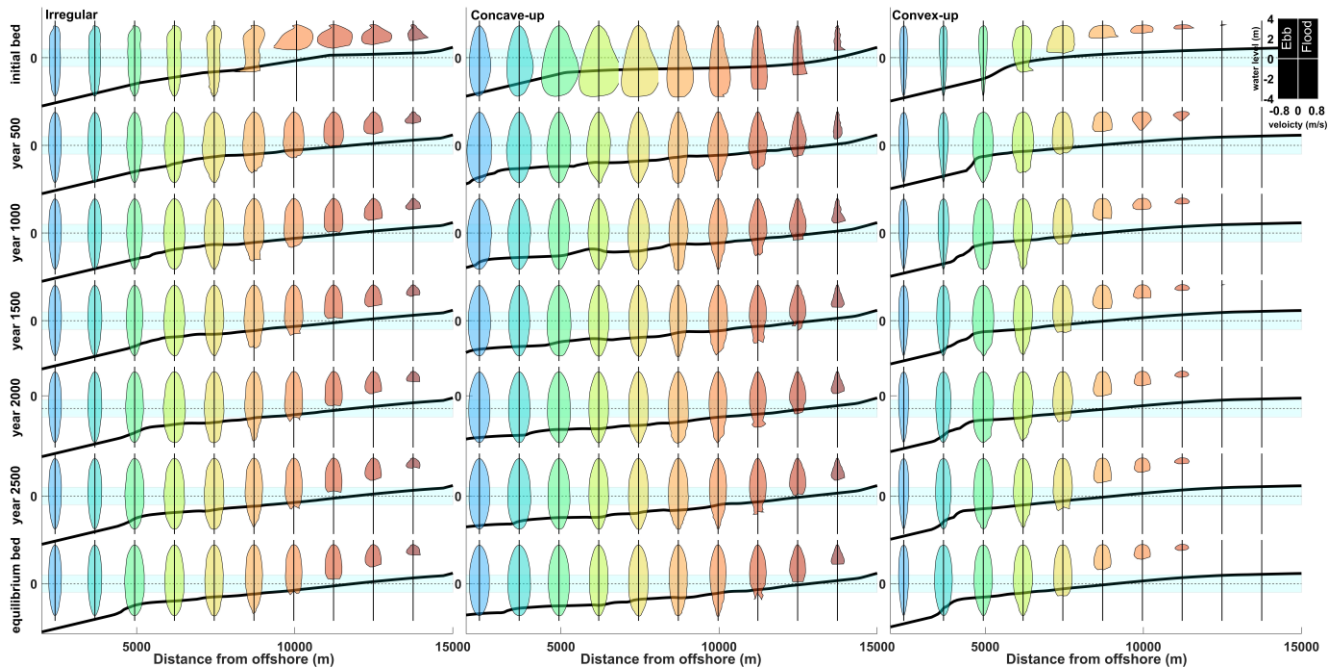 Irregular
Concave-up
Convex-up
initial bed
0
0
0
water level (m)
4
2
0
-2
-4
Ebb
Flood
-0.8 0 0.8
veloicty (m/s)
year 500
0
0
0
year 1000
0
0
0
year 1500
0
0
0
year 2000
0
0
0
year 2500
0
0
0
equilibrium bed
0
0
0
5000 10000 15000
5000 10000 15000
5000 10000 15000
Distance from offshore (m)
Distance from offshore (m)
Distance from offshore (m)